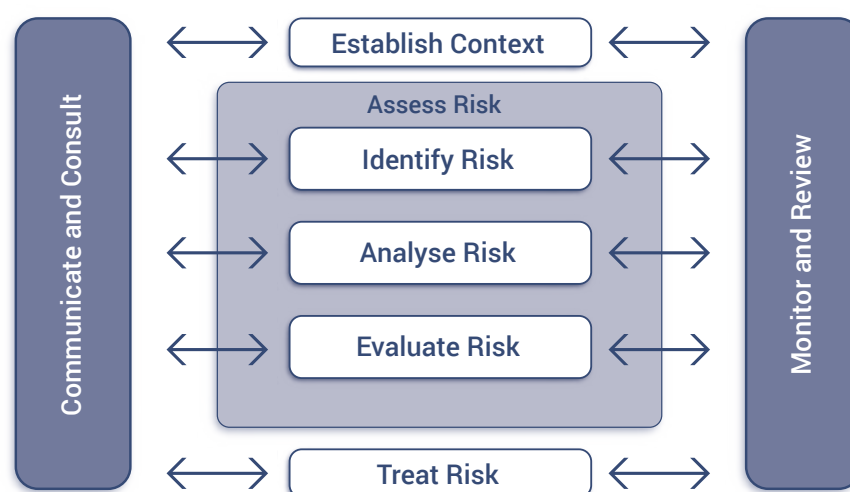 Communicate and Consult
Establish Context
Assess Risk
Identify Risk
Analyse Risk
Evaluate Risk
Treat Risk
Monitor and Review